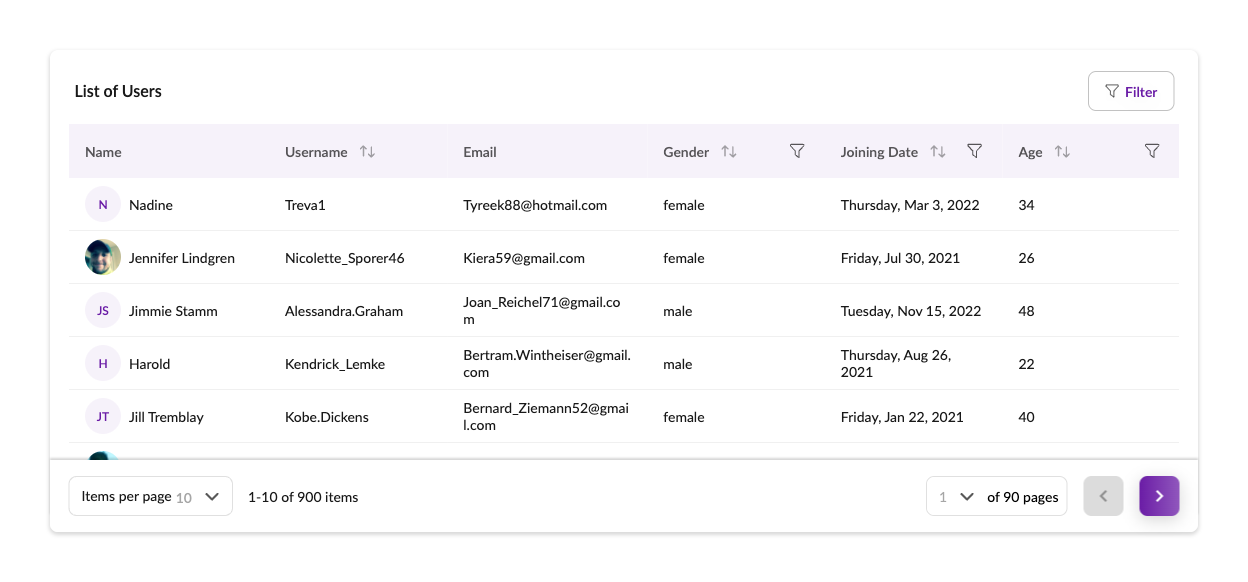 List of Users
Filter
Name Username Email Gender Joining Date Age
N Nadine Treva1 Tyreek88@hotmail.com female Thursday, Mar 3, 2022 34
Jennifer Lindgren Nicolette_Sporer46 Kiera59@gmail.com female Friday, Jul 30, 2021 26
JS Jimmie Stamm Alessandra.Graham Joan_Reichel71@gmail.co
m male Tuesday, Nov 15, 2022 48
H Harold Kendrick_Lemke Bertram.Wintheiser@gmail.
com male Thursday, Aug 26,
2021 22
JT Jill Tremblay Kobe.Dickens Bernard_Ziemann52@gmai
l.com female Friday, Jan 22, 2021 40
Items per page 10 1-10 of 900 items 1 of 90 pages